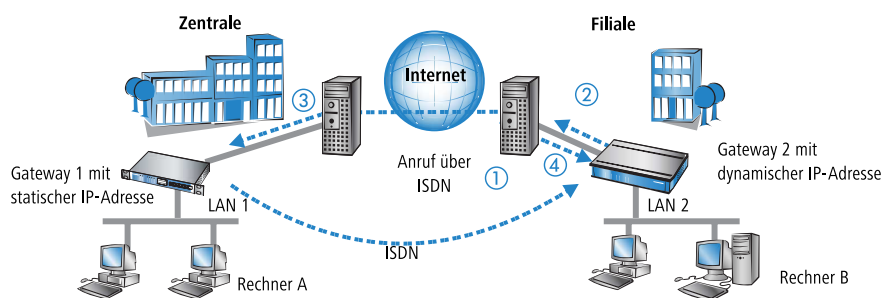 Zentrale
Filiale
Internet
③
②
Anruf über
ISDN
①
④
Gateway 1 mit
statischer IP-Adresse
Gateway 2 mit
dynamischer IP-Adresse
LAN 1
LAN 2
ISDN
Rechner A
Rechner B